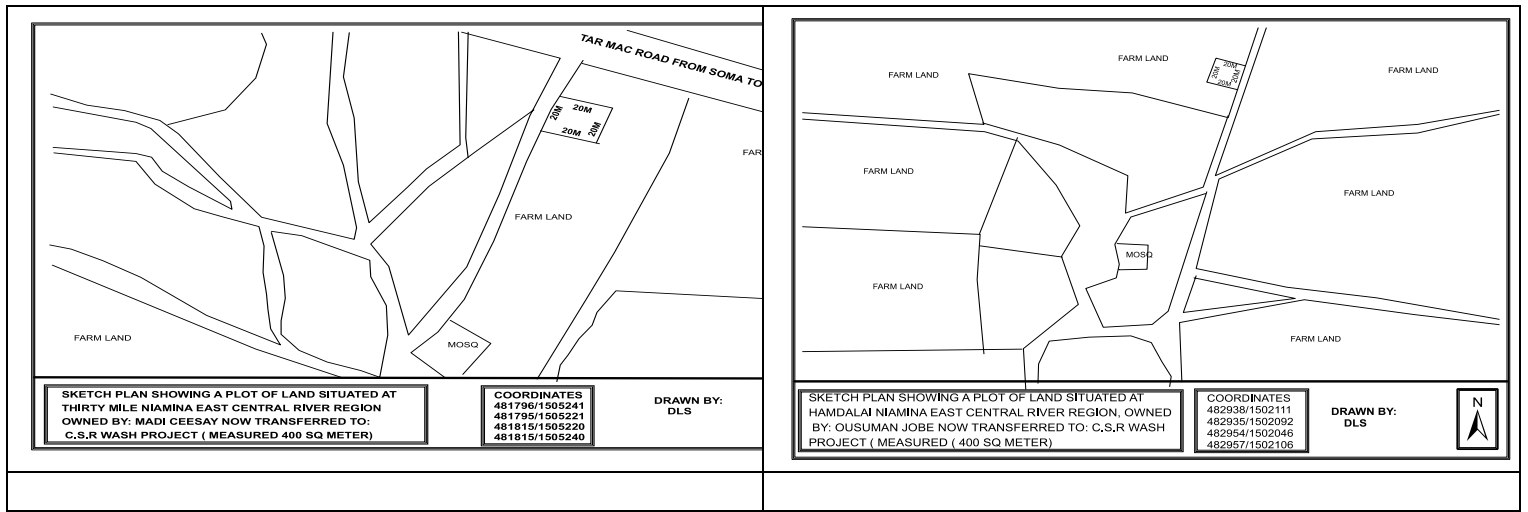 TAR MAC ROAD FROM SOMA TO
20M
20M
20M
20M
FAR
FARM LAND
FARM LAND
MOSQ
SKETCH PLAN SHOWING A PLOT OF LAND SITUATED AT
THIRTY MILE NIAMINA EAST CENTRAL RIVER REGION
OWNED BY: MADI CEESAY NOW TRANSFERRED TO:
C.S.R WASH PROJECT ( MEASURED 400 SQ METER)
COORDINATES
481796/1505241
481795/1505221
481815/1505220
481815/1505240
DRAWN BY:
DLS
FARM LAND
FARM LAND
FARM LAND
20M
20M
20M
20M
FARM LAND
FARM LAND
MOSQ
FARM LAND
FARM LAND
SKETCH PLAN SHOWING A PLOT OF LAND SITUATED AT
HAMDALAI NIAMINA EAST CENTRAL RIVER REGION, OWNED
BY: OUSUMAN JOBE NOW TRANSFERRED TO: C.S.R WASH
PROJECT ( MEASURED ( 400 SQ METER)
COORDINATES
482938/1502111
482935/1502092
482954/1502046
482957/1502106
DRAWN BY:
DLS
N